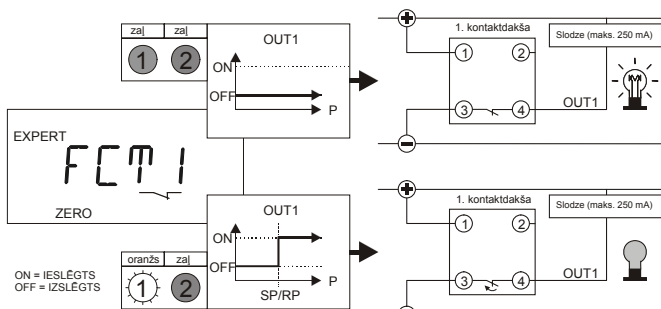 zaļ zaļ
1 2
OUT1
ON
OFF
P
1. kontaktdakša
1 2
3 4
OUT1
Slodze (maks. 250 mA)
EXPERT
FCT1
ZERO
oranžs zaļ
1 2
ON = IESLĒGTS
OFF = IZSLĒGTS
OUT1
ON
OFF
P
SP/RP
1. kontaktdakša
1 2
3 4
OUT1
Slodze (maks. 250 mA)